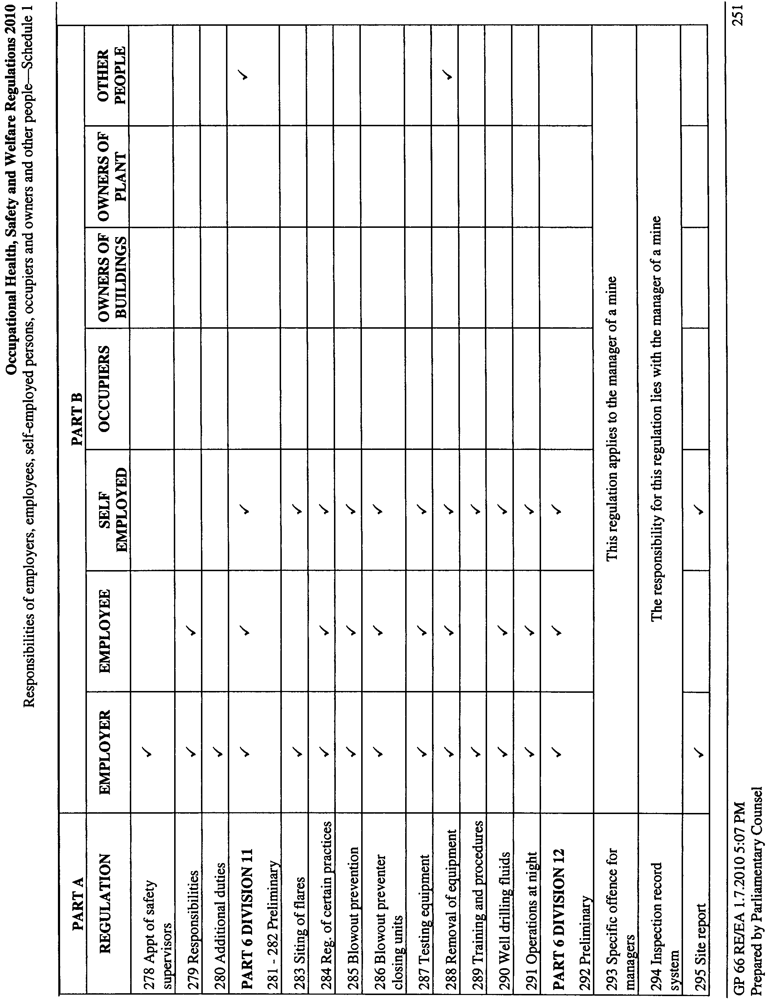 Occupational Health, Safety and Welfare Regulations 2010
Responsibilities of employers, employees, self-employed persons, occupiers and owners and other people—Schedule 1
PART A
PART B
REGULATION
EMPLOYER
EMPLOYEE
SELF
EMPLOYED
OCCUPIERS
OWNERS OF
BUILDINGS
OWNERS OF
PLANT
OTHER
PEOPLE
278 Appt of safety ✓
supervisors
279 Responsibilities ✓ ✓
280 Additional duties ✓
PART 6 DIVISION 11 ✓ ✓ ✓ ✓
281 - 282 Preliminary
283 Siting of flares ✓ ✓
284 Reg. of certain practices ✓ ✓ ✓
285 Blowout prevention ✓ ✓ ✓
286 Blowout preventer ✓ ✓ ✓
closing units
287 Testing equipment ✓ ✓ ✓
288 Removal of equipment ✓ ✓ ✓ ✓
289 Training and procedures ✓ ✓
290 Well drilling fluids ✓ ✓ ✓
291 Operations at night ✓ ✓ ✓
PART 6 DIVISION 12 ✓ ✓ ✓
292 Preliminary
293 Specific offence for
managers
This regulation applies to the manager of a mine
294 Inspection record
system
The responsibility for this regulation lies with the manager of a mine
295 Site report ✓ ✓
GP 66 RE/EA 1.7.2010 5:07 PM
251
Prepared by Parliamentary Counsel